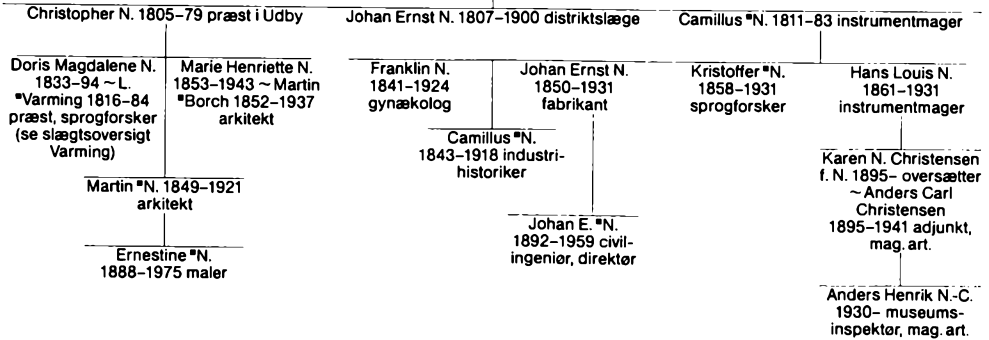 Christopher N. 1805–79 præst i Udby
Johan Ernst N. 1807–1900 distriktslæge
Camillus ■N. 1811–83 instrumentmager
Doris Magdalene N.
1833–94 ~ L.
■Varming 1816–84
præst, sprogforsker
(se slægtsoversigt
Varming)
Marie Henriette N.
1853–1943 ~ Martin
■Borch 1852–1937
arkitekt
Franklin N.
1841–1924
gynækolog
Johan Ernst N.
1850–1931
fabrikant
Kristoffer ■N.
1858–1931
sprogforsker
Hans Louis N.
1861–1931
instrumentmager
Camillus ■N.
1843–1918 industri-
historiker
Karen N. Christensen
f. N. 1895– oversætter
~ Anders Carl
Christensen
1895–1941 adjunkt,
mag. art.
Martin ■N. 1849–1921
arkitekt
Johan E. ■N.
1892–1959 civil-
ingeniør, direktør
Ernestine ■N.
1888–1975 maler
Anders Henrik N.-C.
1930– museums-
inspektør, mag. art.